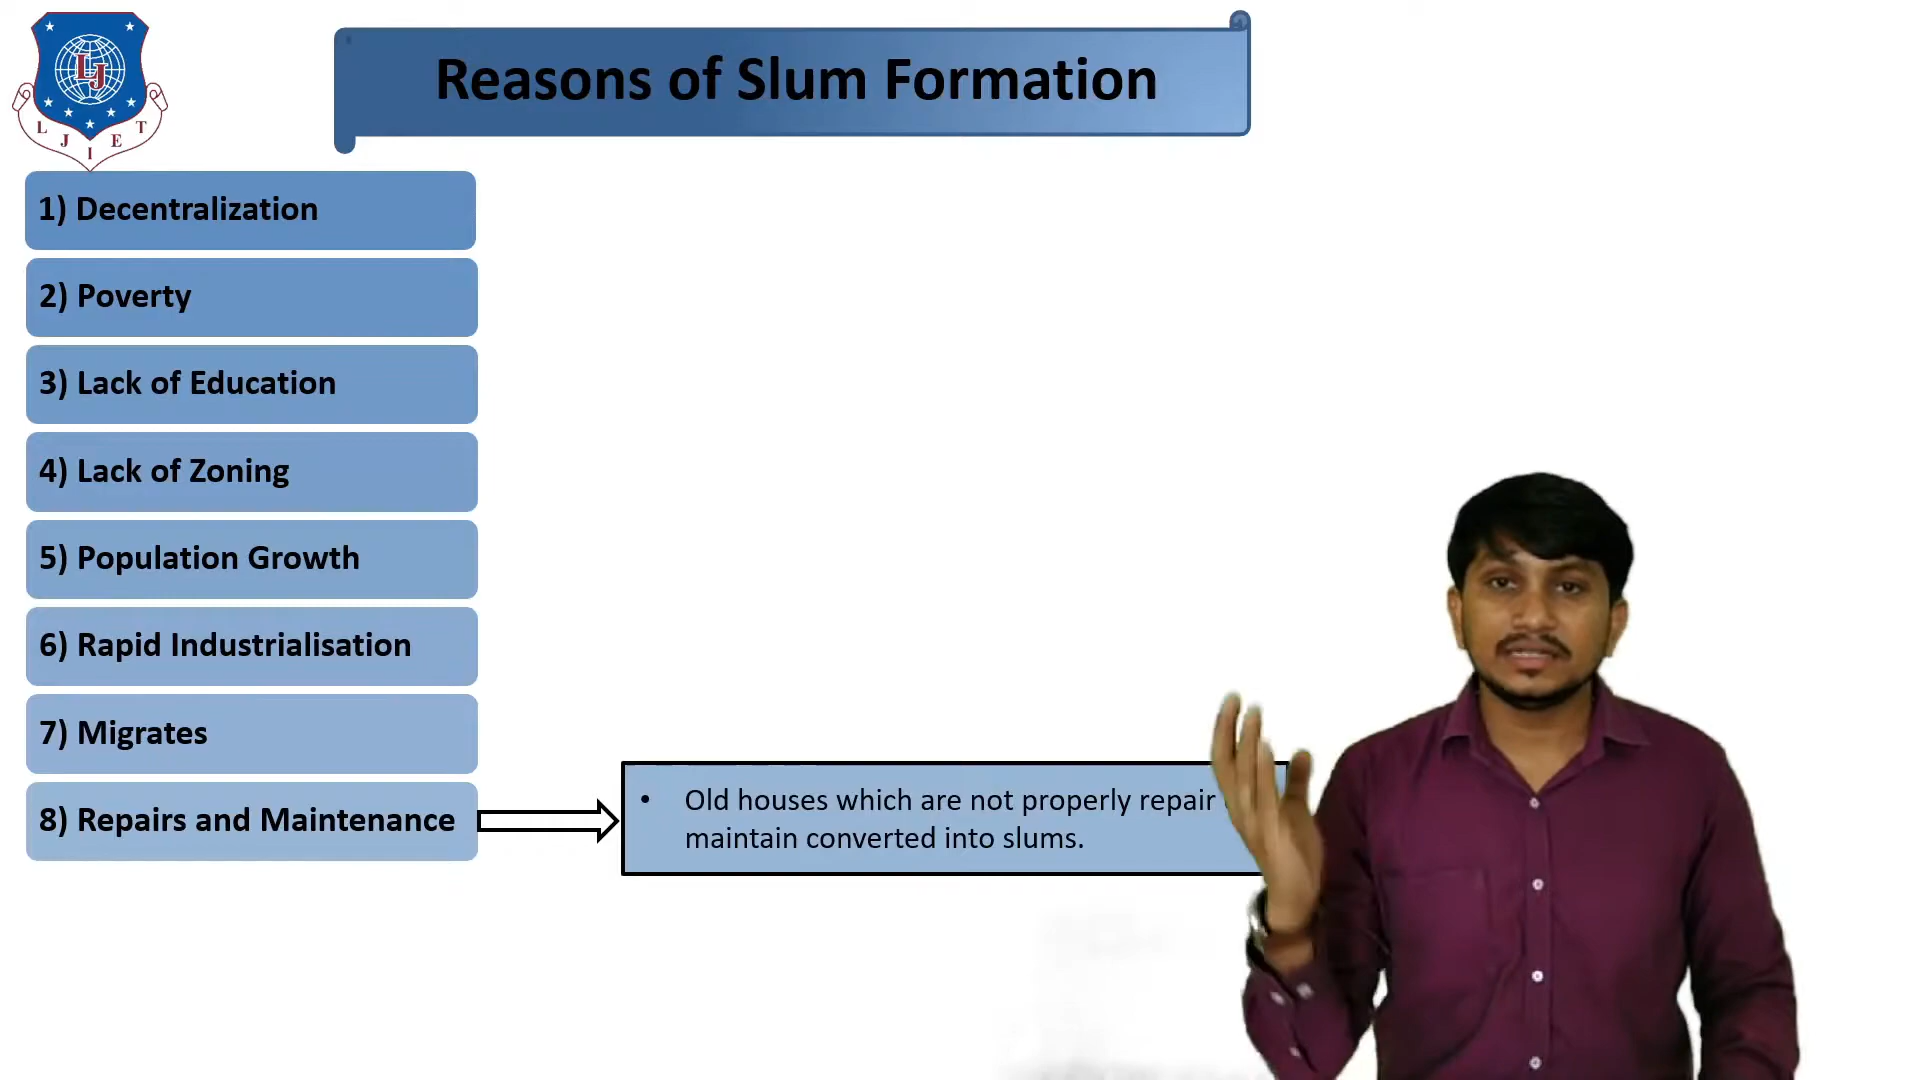 LJ
L J I E T
Reasons of Slum Formation
1) Decentralization
2) Poverty
3) Lack of Education
4) Lack of Zoning
5) Population Growth
6) Rapid Industrialisation
7) Migrates
8) Repairs and Maintenance
• Old houses which are not properly repair
maintain converted into slums.